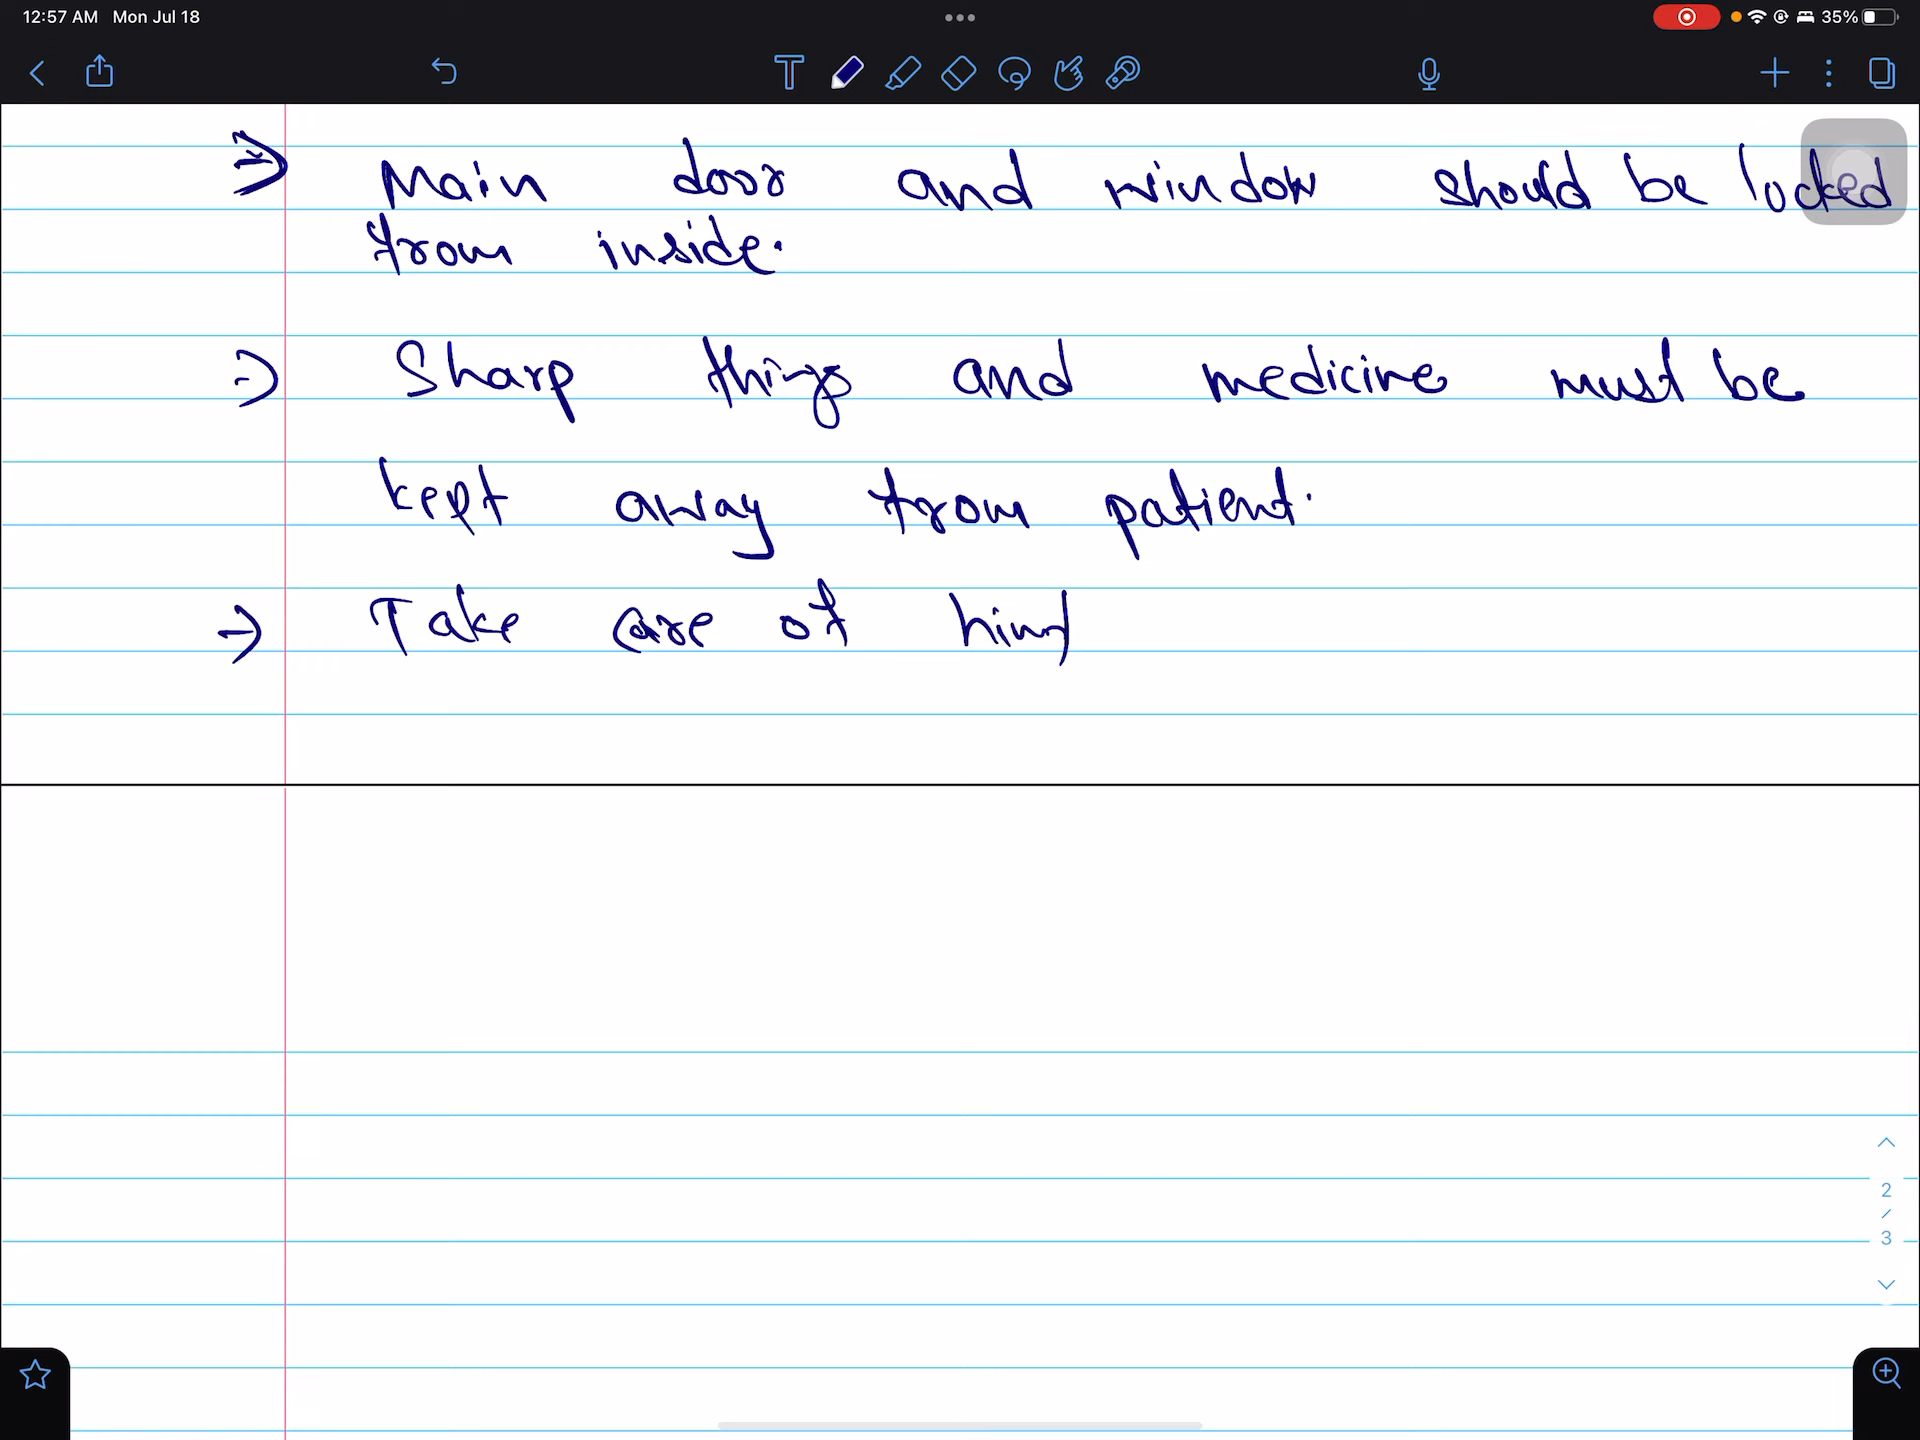 12:57 AM Mon Jul 18
35%
⇒ Main door and window should be locked
from inside.
⇒ Sharp things and medicine must be
kept away from patient.
→ Take care of him
2
/
3